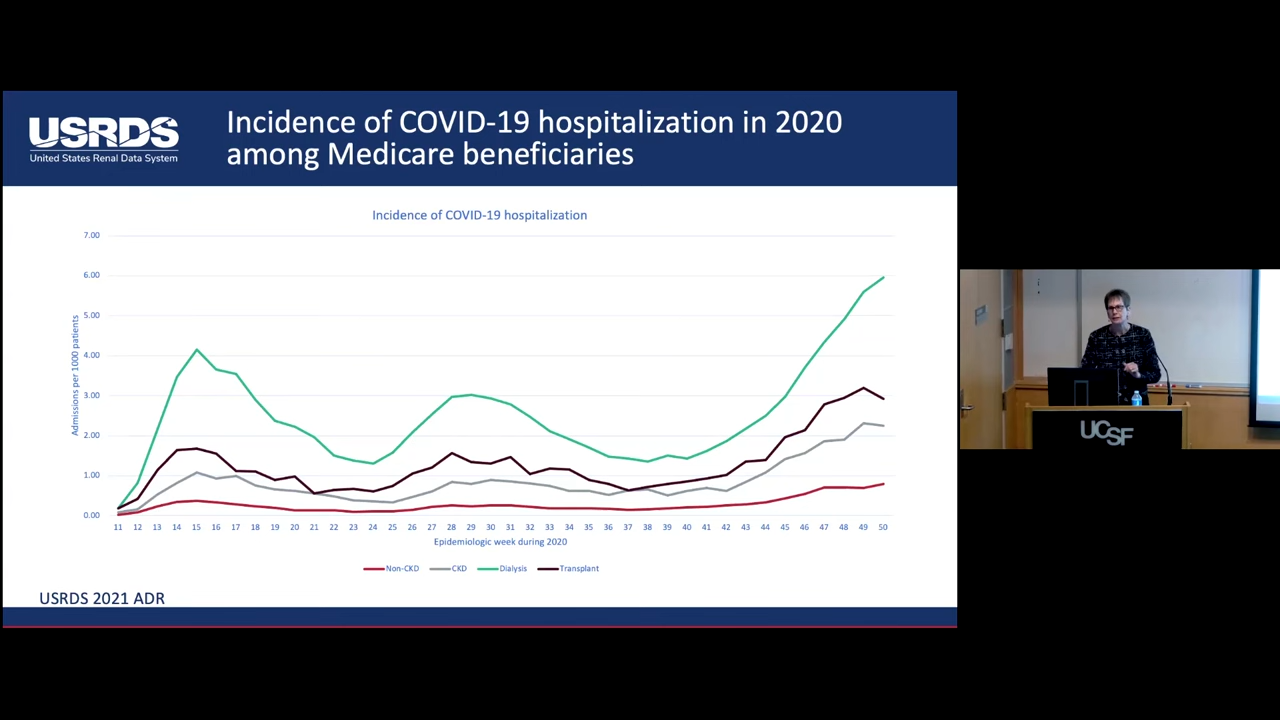 USRDS
United States Renal Data System
Incidence of COVID-19 hospitalization in 2020
among Medicare beneficiaries
Incidence of COVID-19 hospitalization
7.00
6.00
5.00
4.00
3.00
2.00
1.00
0.00
Admissions per 1000 patients
11 12 13 14 15 16 17 18 19 20 21 22 23 24 25 26 27 28 29 30 31 32 33 34 35 36 37 38 39 40 41 42 43 44 45 46 47 48 49 50
Epidemiologic week during 2020
Non-CKD CKD Dialysis Transplant
USRDS 2021 ADR
UCSF